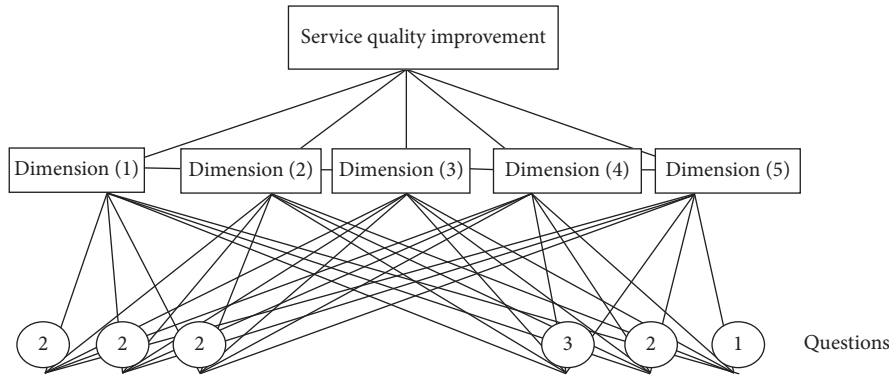 Service quality improvement
Dimension (1) Dimension (2) Dimension (3) Dimension (4) Dimension (5)
2 2 2 3 2 1 Questions